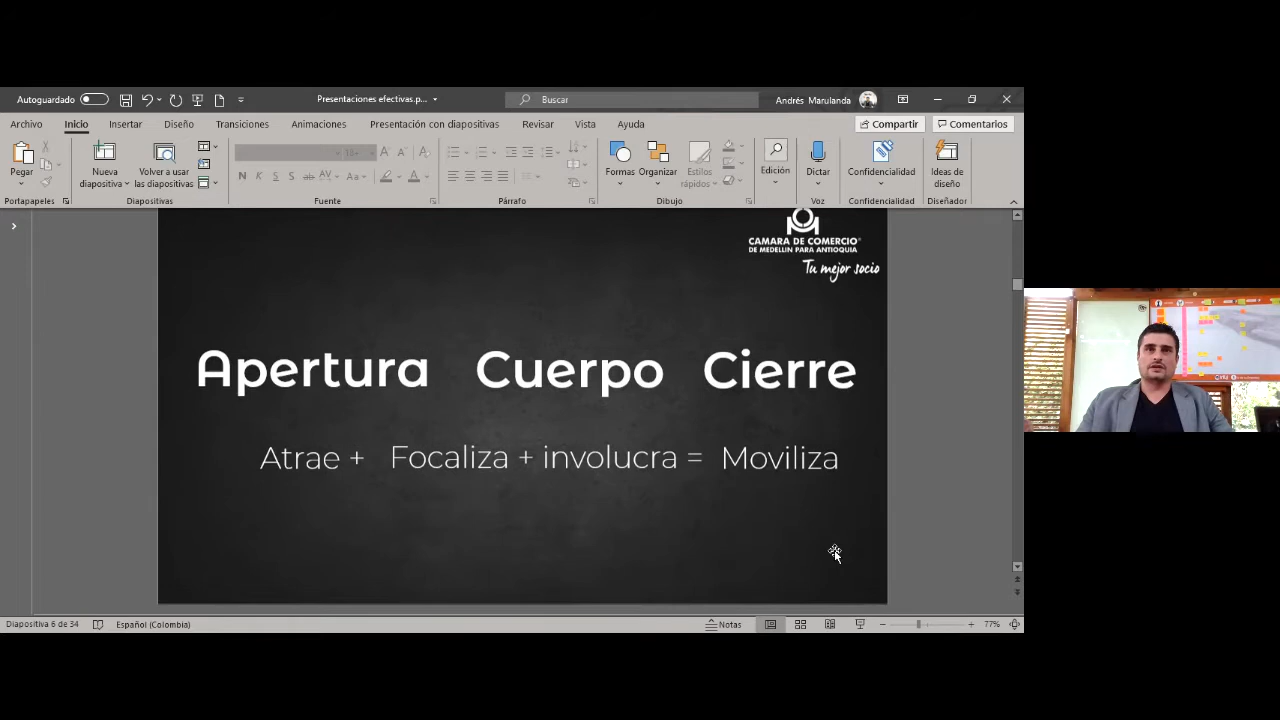 Autoguardado
Presentaciones efectivas.p...
Buscar
Andrés Marulanda
Archivo Inicio Insertar Diseño Transiciones Animaciones Presentación con diapositivas Revisar Vista Ayuda
Compartir Comentarios
Pegar
Nueva diapositiva
Volver a usar las diapositivas
N K S ab AV Aa A
Formas Organizar Estilos rápidos
Edición
Dictar
Confidencialidad
Ideas de diseño
Portapapeles Diapositivas Fuente Párrafo Dibujo Voz Confidencialidad Diseñador
CAMARA DE COMERCIO®
DE MEDELLIN PARA ANTIOQUIA
Tu mejor socio
Apertura Cuerpo Cierre
Atrae + Focaliza + involucra = Moviliza
Diapositiva 6 de 34 Español (Colombia) Notas 77%